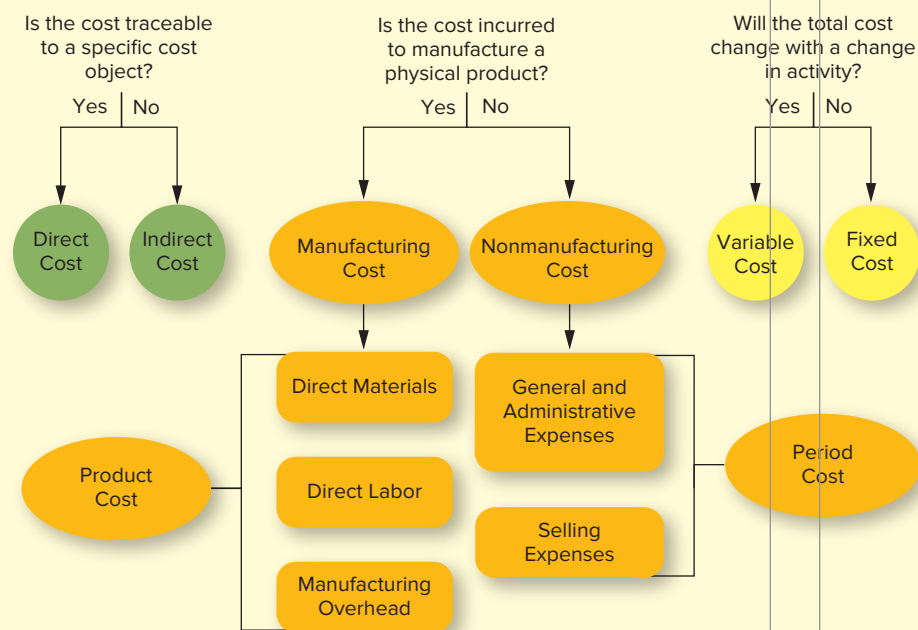 Is the cost traceable
to a specific cost
object?
Yes
No
Direct
Cost
Indirect
Cost
Is the cost incurred
to manufacture a
physical product?
Yes
No
Manufacturing
Cost
Nonmanufacturing
Cost
Will the total cost
change with a change
in activity?
Yes
No
Variable
Cost
Fixed
Cost
Product
Cost
Direct Materials
Direct Labor
Manufacturing
Overhead
General and
Administrative
Expenses
Selling
Expenses
Period
Cost